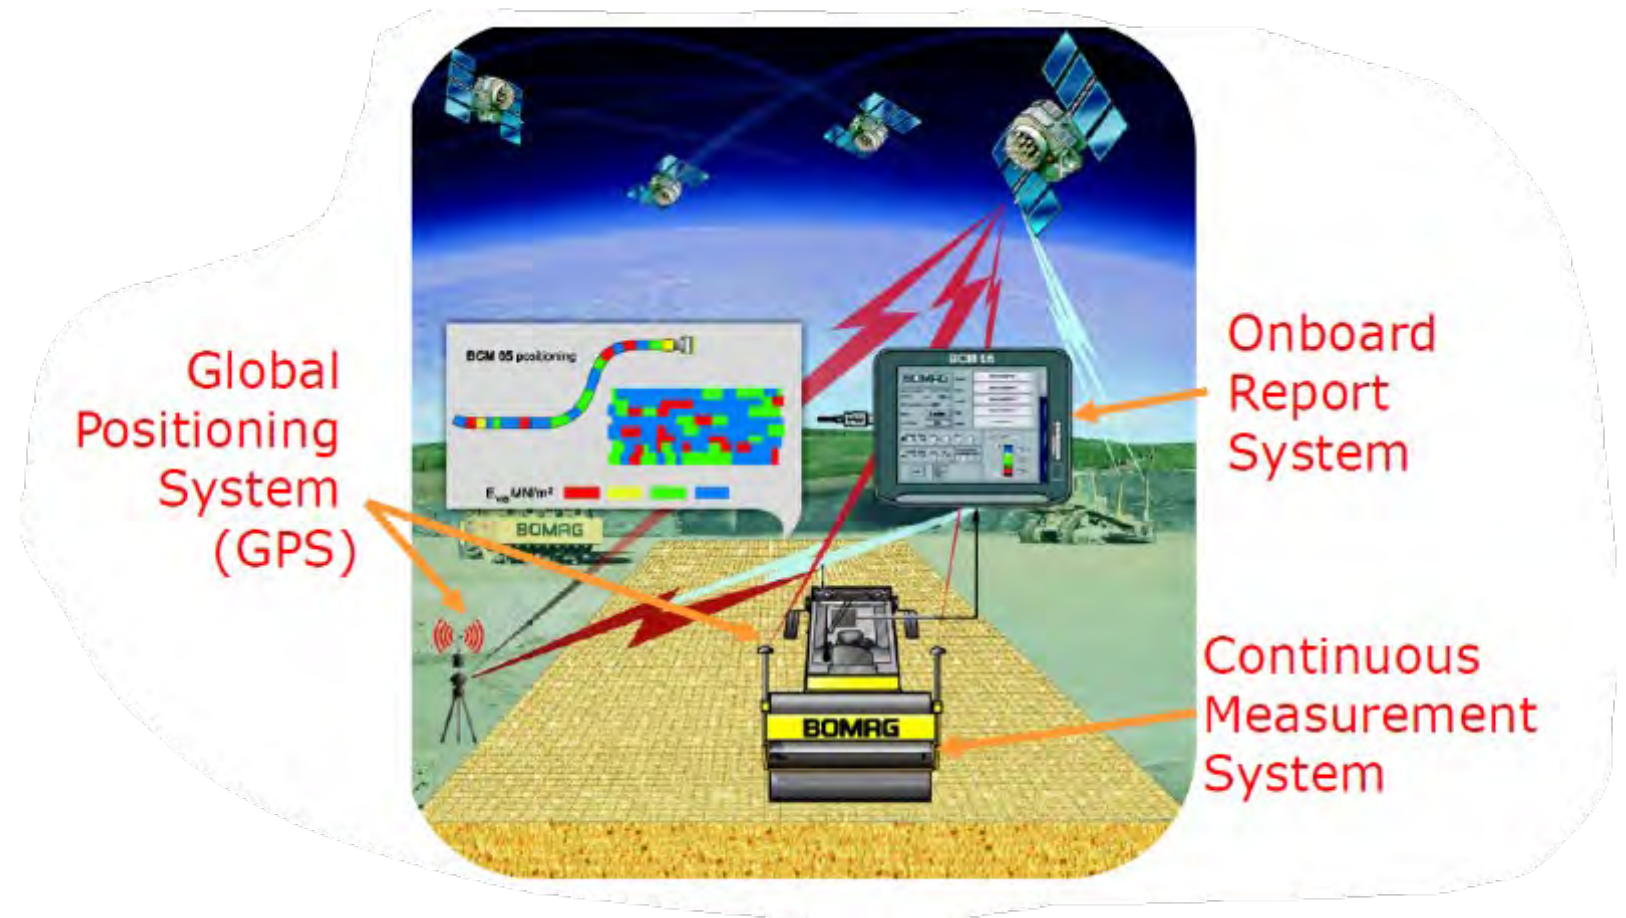 BCM 05 positioning
E_VIB MN/m²
BOMAG
BCM 05
BOMAG
Global
Positioning
System
(GPS)
Onboard
Report
System
BOMAG
Continuous
Measurement
System